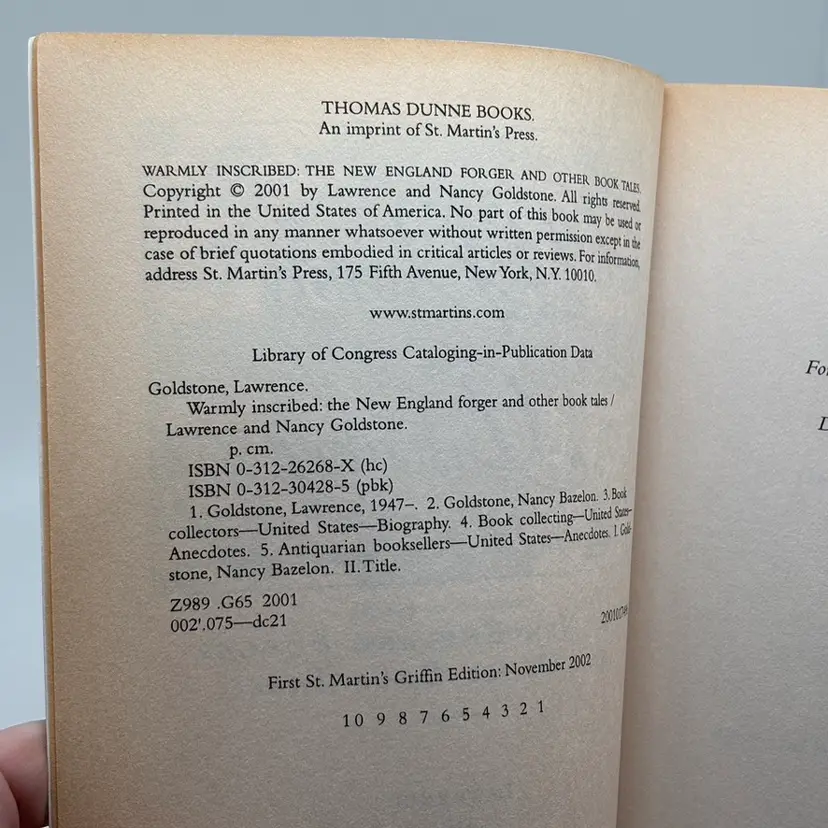 THOMAS DUNNE BOOKS.
An imprint of St. Martin's Press.
WARMLY INSCRIBED: THE NEW ENGLAND FORGER AND OTHER BOOK TALES.
Copyright © 2001 by Lawrence and Nancy Goldstone. All rights reserved.
Printed in the United States of America. No part of this book may be used or
reproduced in any manner whatsoever without written permission except in the
case of brief quotations embodied in critical articles or reviews. For information,
address St. Martin's Press, 175 Fifth Avenue, New York, N.Y. 10010.
www.stmartins.com
Library of Congress Cataloging-in-Publication Data
Goldstone, Lawrence.
Warmly inscribed: the New England forger and other book tales /
Lawrence and Nancy Goldstone.
p. cm.
ISBN 0-312-26268-X (hc)
ISBN 0-312-30428-5 (pbk)
1. Goldstone, Lawrence, 1947–. 2. Goldstone, Nancy Bazelon. 3. Book
collectors—United States—Biography. 4. Book collecting—United States—
Anecdotes. 5. Antiquarian booksellers—United States—Anecdotes. I. Gold-
stone, Nancy Bazelon. II. Title.
Z989 .G65 2001
002'.075—dc21
First St. Martin's Griffin Edition: November 2002
10 9 8 7 6 5 4 3 2 1